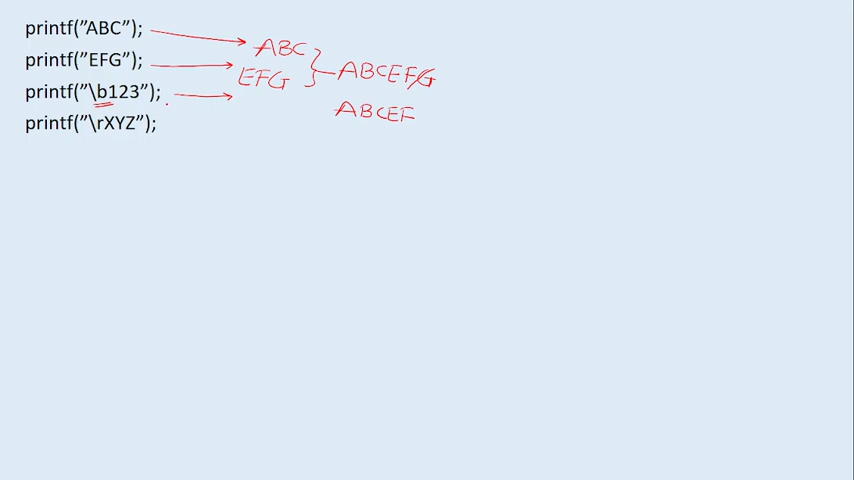 printf(”ABC”);
ABC
printf(”EFG”);
EFG
ABCEFG
printf(”\b123”);
ABCEF
printf(”\rXYZ”);